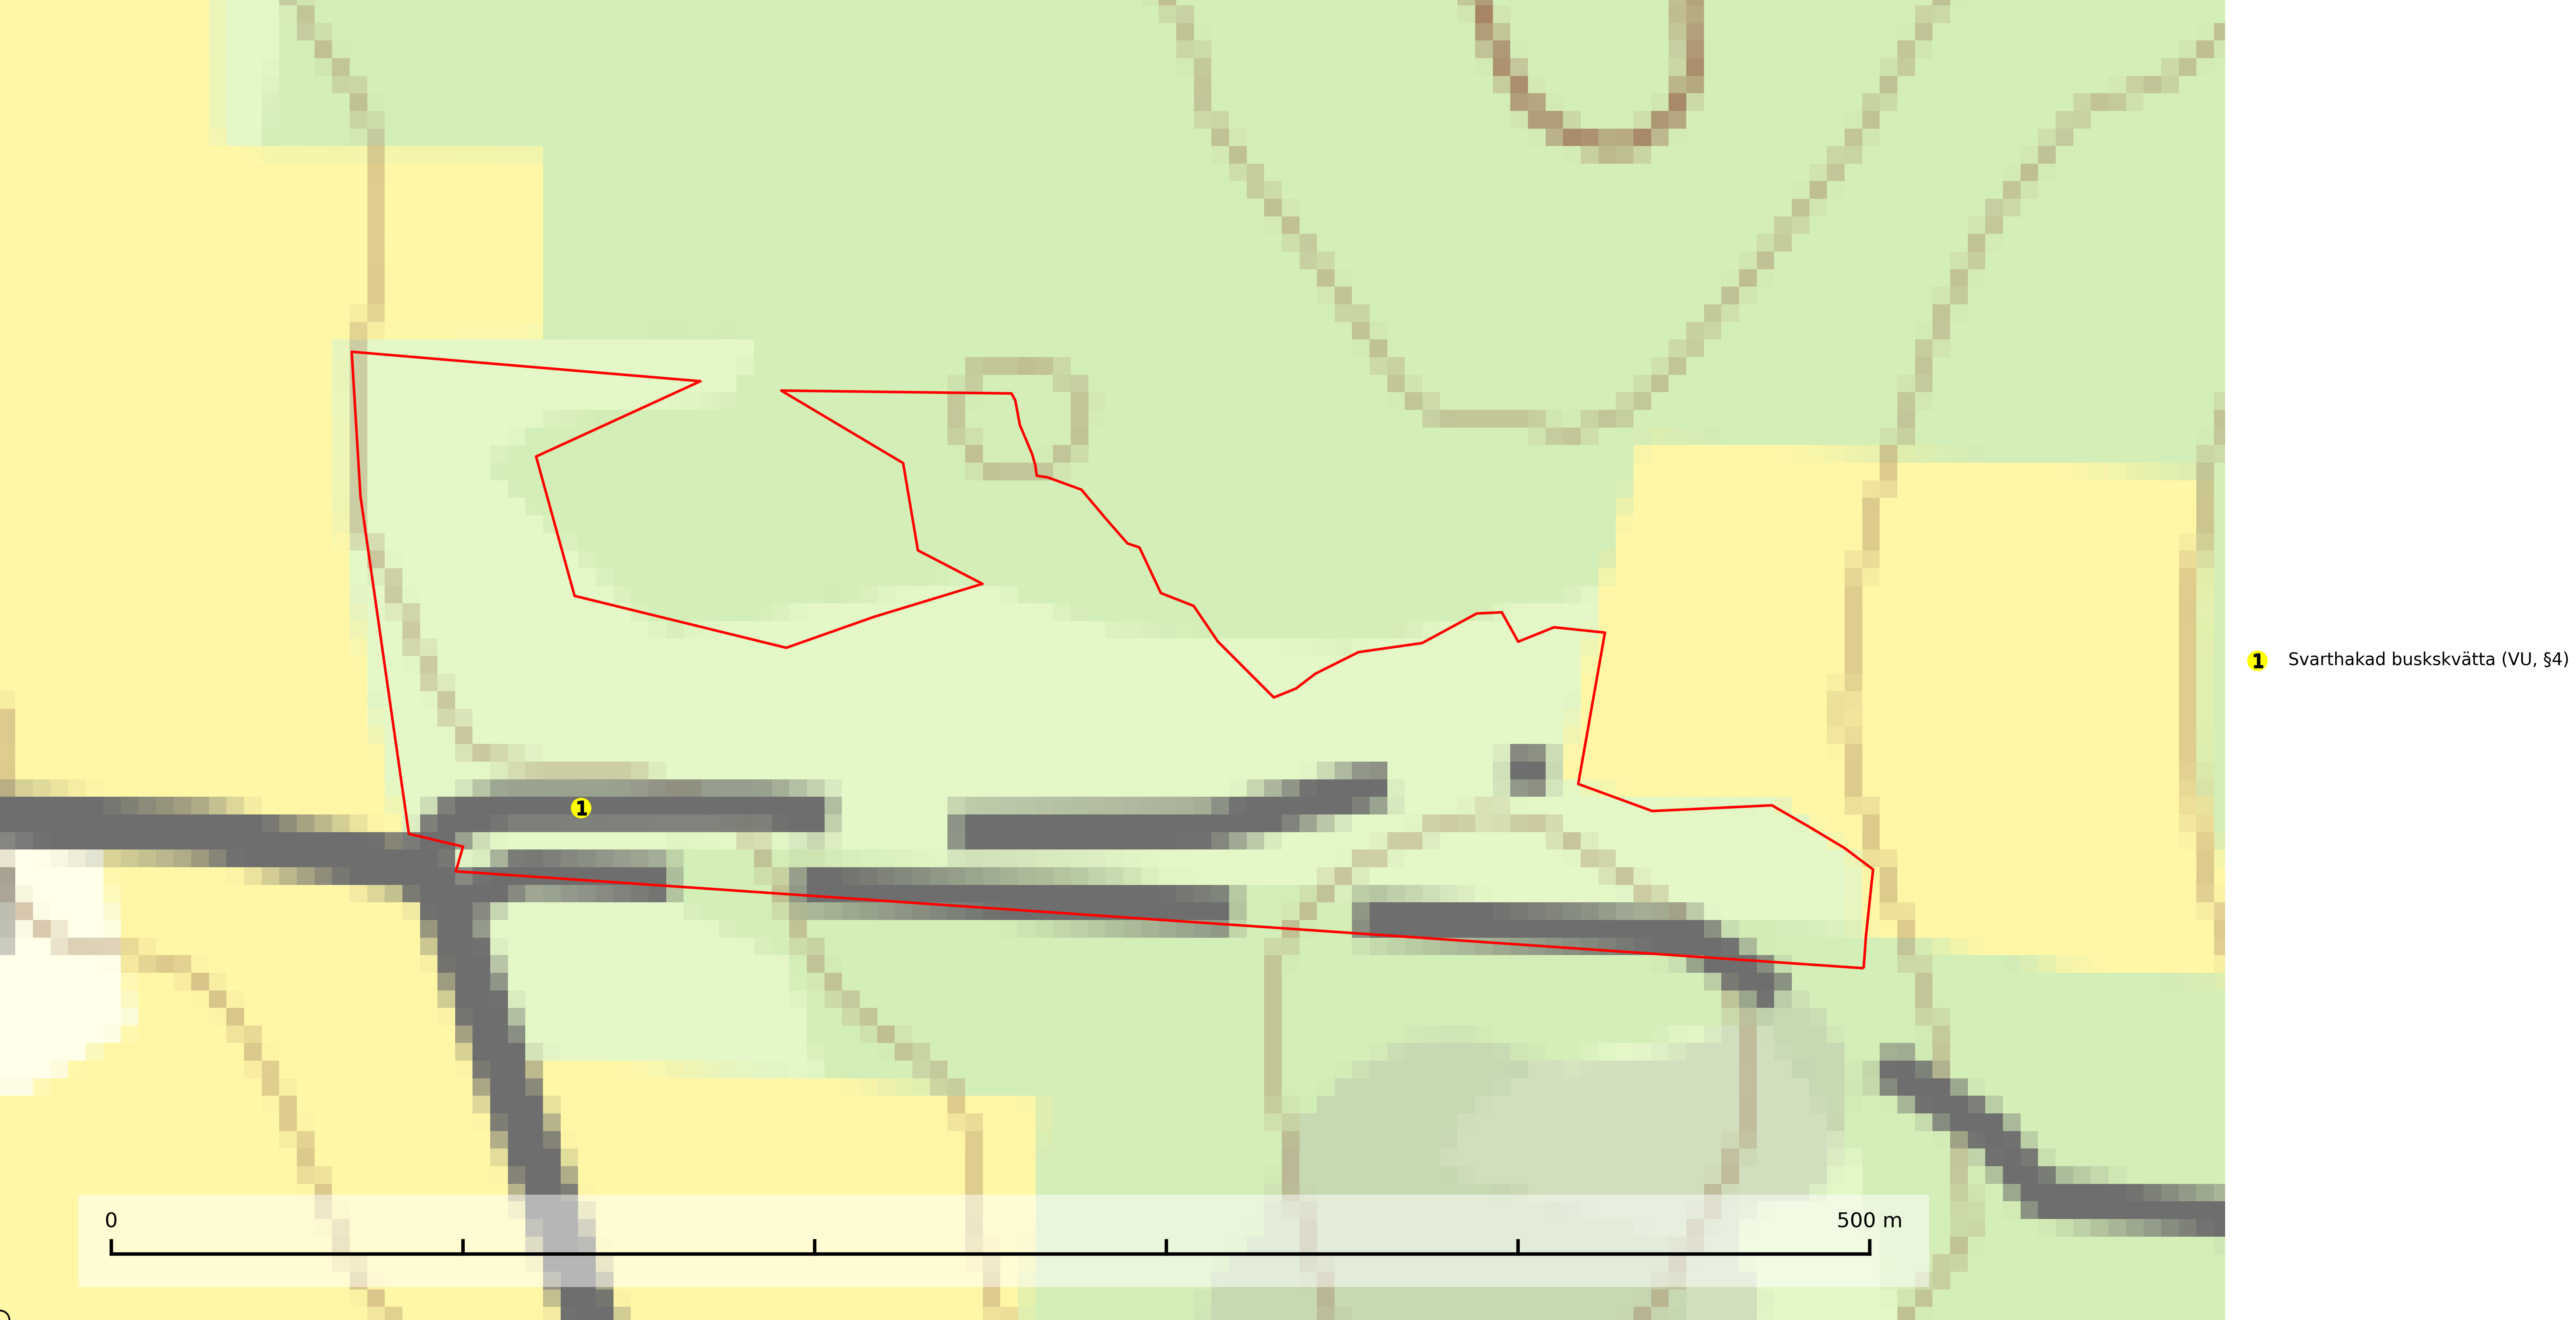 1
1 Svarthakad buskskvätta (VU, §4)
0 500 m